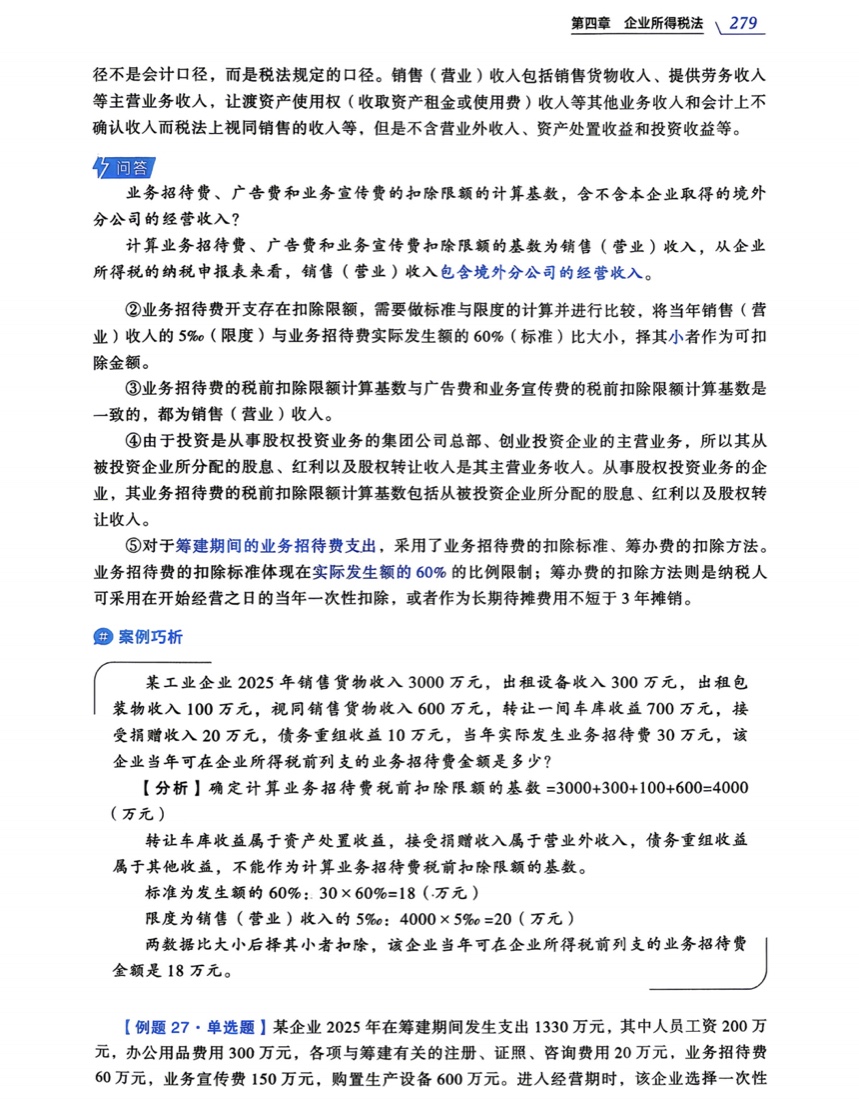 第四章 企业所得税法 279
径不是会计口径，而是税法规定的口径。销售（营业）收入包括销售货物收入、提供劳务收入
等主营业务收入，让渡资产使用权（收取资产租金或使用费）收入等其他业务收入和会计上不
确认收入而税法上视同销售的收入等，但是不含营业外收入、资产处置收益和投资收益等。
问答
业务招待费、广告费和业务宣传费的扣除限额的计算基数，含不含本企业取得的境外
分公司的经营收入？
计算业务招待费、广告费和业务宣传费扣除限额的基数为销售（营业）收入，从企业
所得税的纳税申报表来看，销售（营业）收入包含境外分公司的经营收入。
②业务招待费开支存在扣除限额，需要做标准与限度的计算并进行比较，将当年销售（营
业）收入的5‰（限度）与业务招待费实际发生额的60%（标准）比大小，择其小者作为可扣
除金额。
③业务招待费的税前扣除限额计算基数与广告费和业务宣传费的税前扣除限额计算基数是
一致的，都为销售（营业）收入。
④由于投资是从事股权投资业务的集团公司总部、创业投资企业的主营业务，所以其从
被投资企业所分配的股息、红利以及股权转让收入是其主营业务收入。从事股权投资业务的企
业，其业务招待费的税前扣除限额计算基数包括从被投资企业所分配的股息、红利以及股权转
让收入。
⑤对于筹建期间的业务招待费支出，采用了业务招待费的扣除标准、筹办费的扣除方法。
业务招待费的扣除标准体现在实际发生额的60%的比例限制；筹办费的扣除方法则是纳税人
可采用在开始经营之日的当年一次性扣除，或者作为长期待摊费用不短于3年摊销。
# 案例巧析
某工业企业2025年销售货物收入3000万元，出租设备收入300万元，出租包
装物收入100万元，视同销售货物收入600万元，转让一间车库收益700万元，接
受捐赠收入20万元，债务重组收益10万元，当年实际发生业务招待费30万元，该
企业当年可在企业所得税前列支的业务招待费金额是多少？
【分析】确定计算业务招待费税前扣除限额的基数=3000+300+100+600=4000
（万元）
转让车库收益属于资产处置收益，接受捐赠收入属于营业外收入，债务重组收益
属于其他收益，不能作为计算业务招待费税前扣除限额的基数。
标准为发生额的60%：30×60%=18（万元）
限度为销售（营业）收入的5‰：4000×5‰=20（万元）
两数据比大小后择其小者扣除，该企业当年可在企业所得税前列支的业务招待费
金额是18万元。
【例题27·单选题】某企业2025年在筹建期间发生支出1330万元，其中人员工资200万
元，办公用品费用300万元，各项与筹建有关的注册、证照、咨询费用20万元，业务招待费
60万元，业务宣传费150万元，购置生产设备600万元。进入经营期时，该企业选择一次性